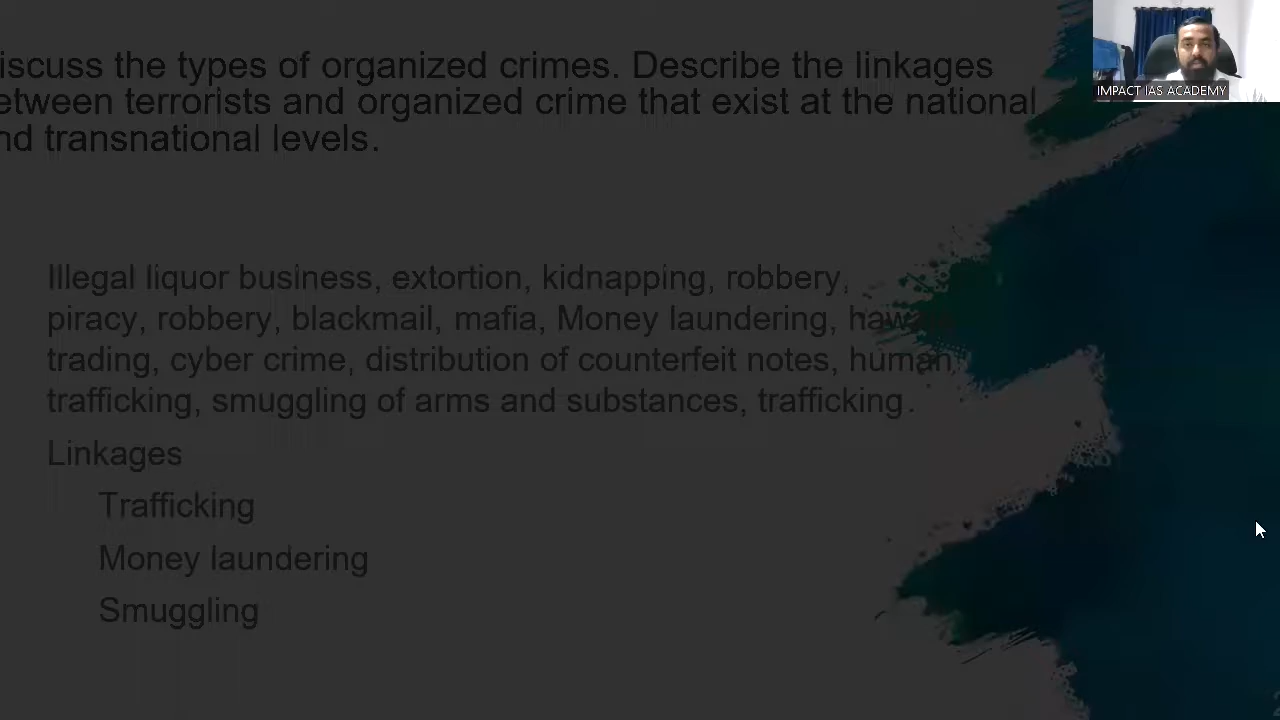 iscuss the types of organized crimes. Describe the linkages
etween terrorists and organized crime that exist at the national
nd transnational levels.
IMPACT IAS ACADEMY
Illegal liquor business, extortion, kidnapping, robbery,
piracy, robbery, blackmail, mafia, Money laundering,
trading, cyber crime, distribution of counterfeit notes, human
trafficking, smuggling of arms and substances, trafficking.
Linkages
Trafficking
Money laundering
Smuggling